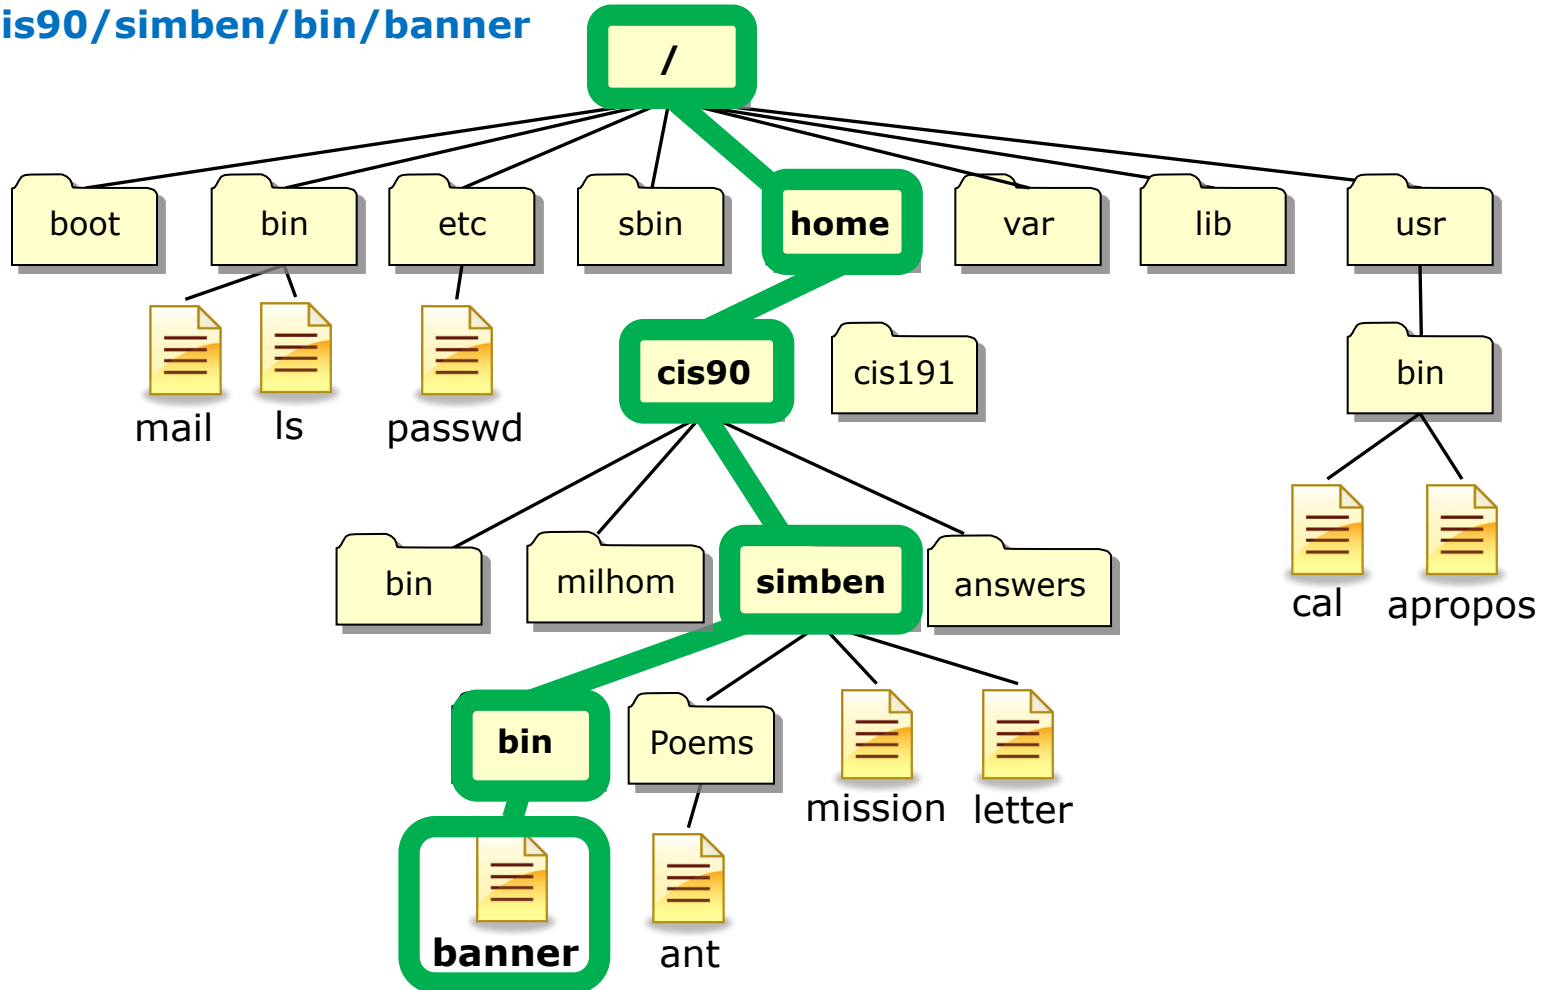 is90/simben/bin/banner
/
boot bin etc sbin home var lib usr
mail ls passwd cis90 cis191 bin
bin milhom simben answers cal apropos
bin Poems mission letter
banner ant